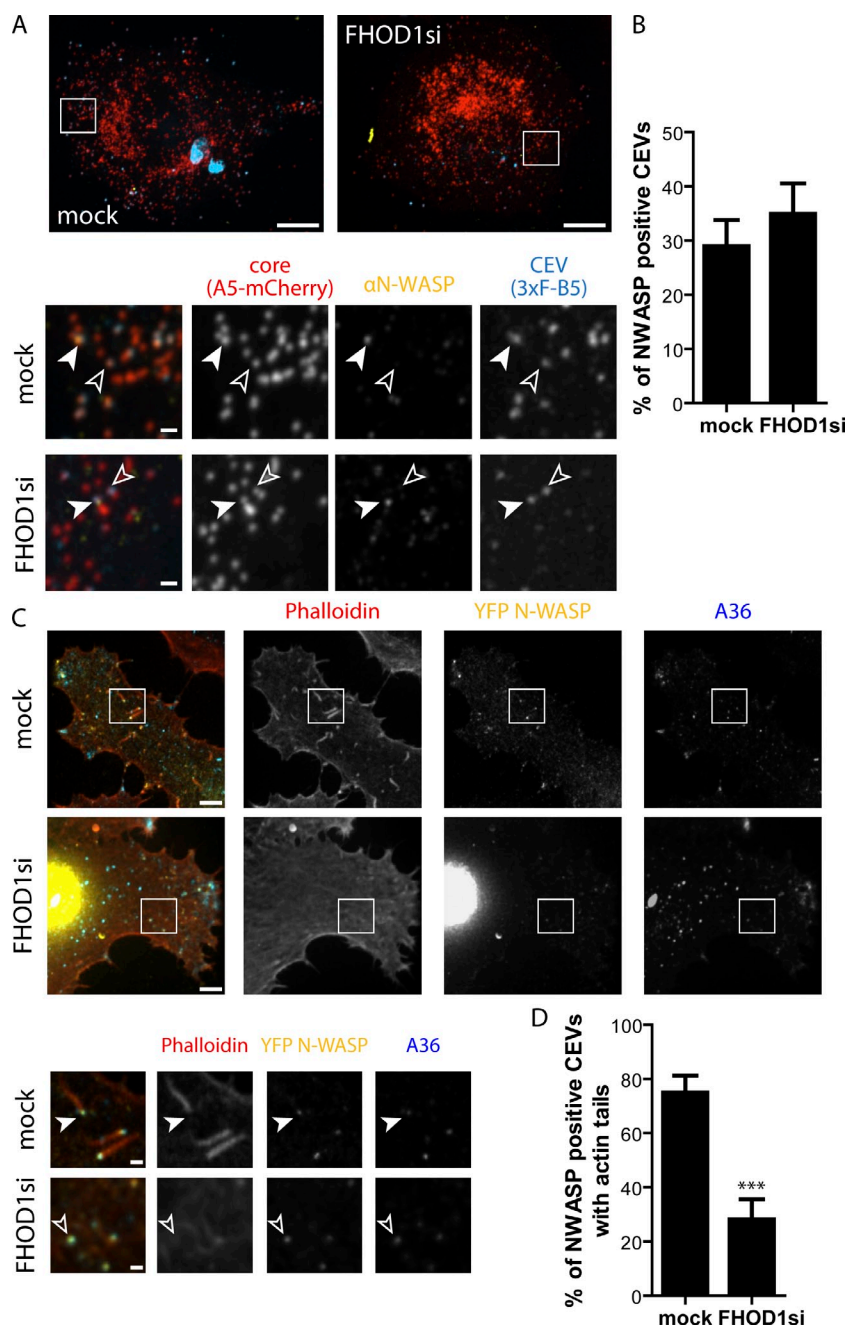 A
mock
FHOD1si
B
% of NWASP positive CEVs
50
40
30
20
10
0
mock FHOD1si
core
(A5-mCherry)
αN-WASP
CEV
(3xF-B5)
mock
FHOD1si
C
Phalloidin
YFP N-WASP
A36
mock
FHOD1si
Phalloidin
YFP N-WASP
A36
mock
FHOD1si
D
% of NWASP positive CEVs
with actin tails
100
80
60
40
20
0
***
mock FHOD1si